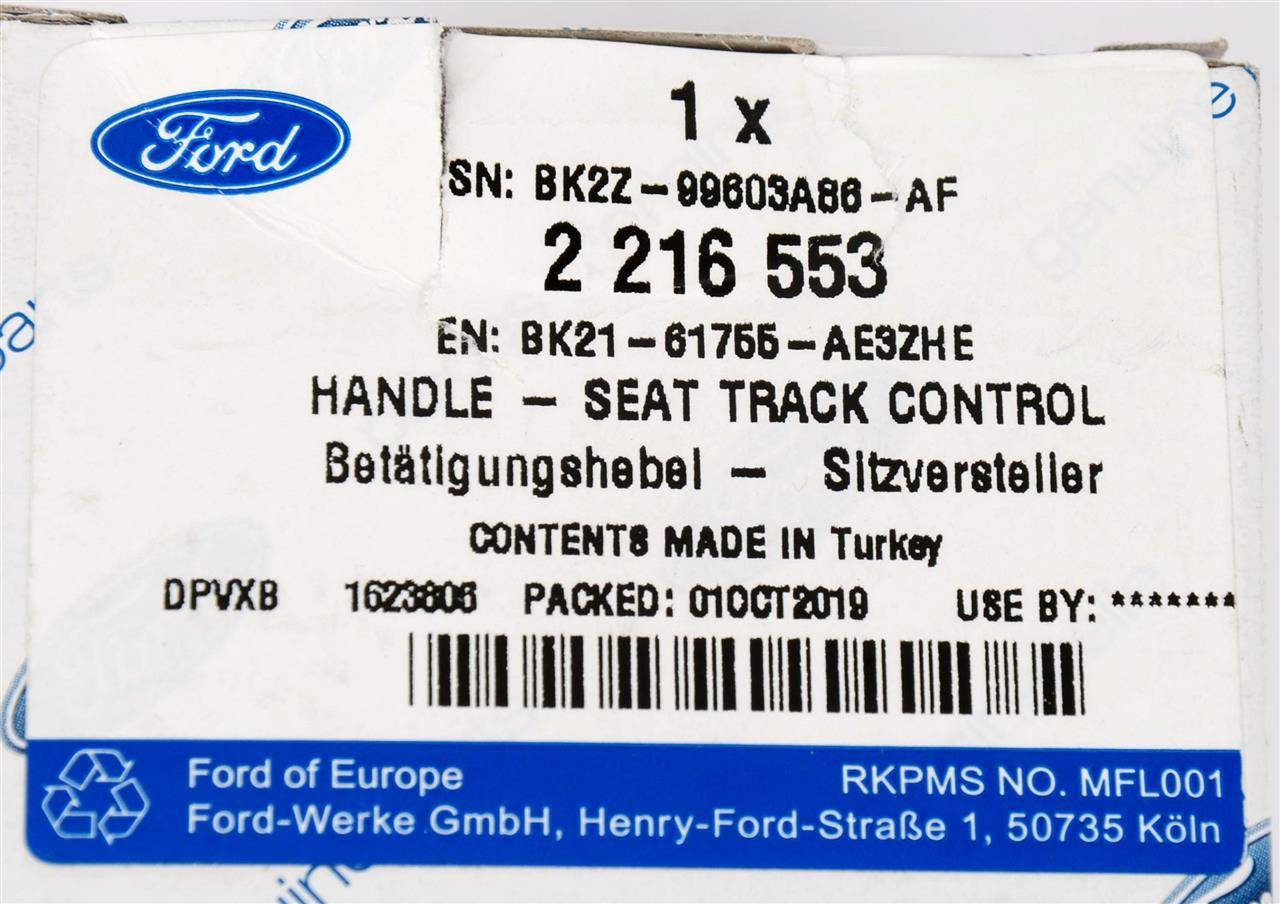 Ford
1 x
SN: BK2Z-99603A86-AF
2 216 553
EN: BK21-61755-AE3ZHE
HANDLE - SEAT TRACK CONTROL
Betätigungshebel - Sitzversteller
CONTENTS MADE IN Turkey
DPVXB 1623806 PACKED: 01OCT2019 USE BY: *******
Ford of Europe RKPMS NO. MFL001
Ford-Werke GmbH, Henry-Ford-Straße 1, 50735 Köln